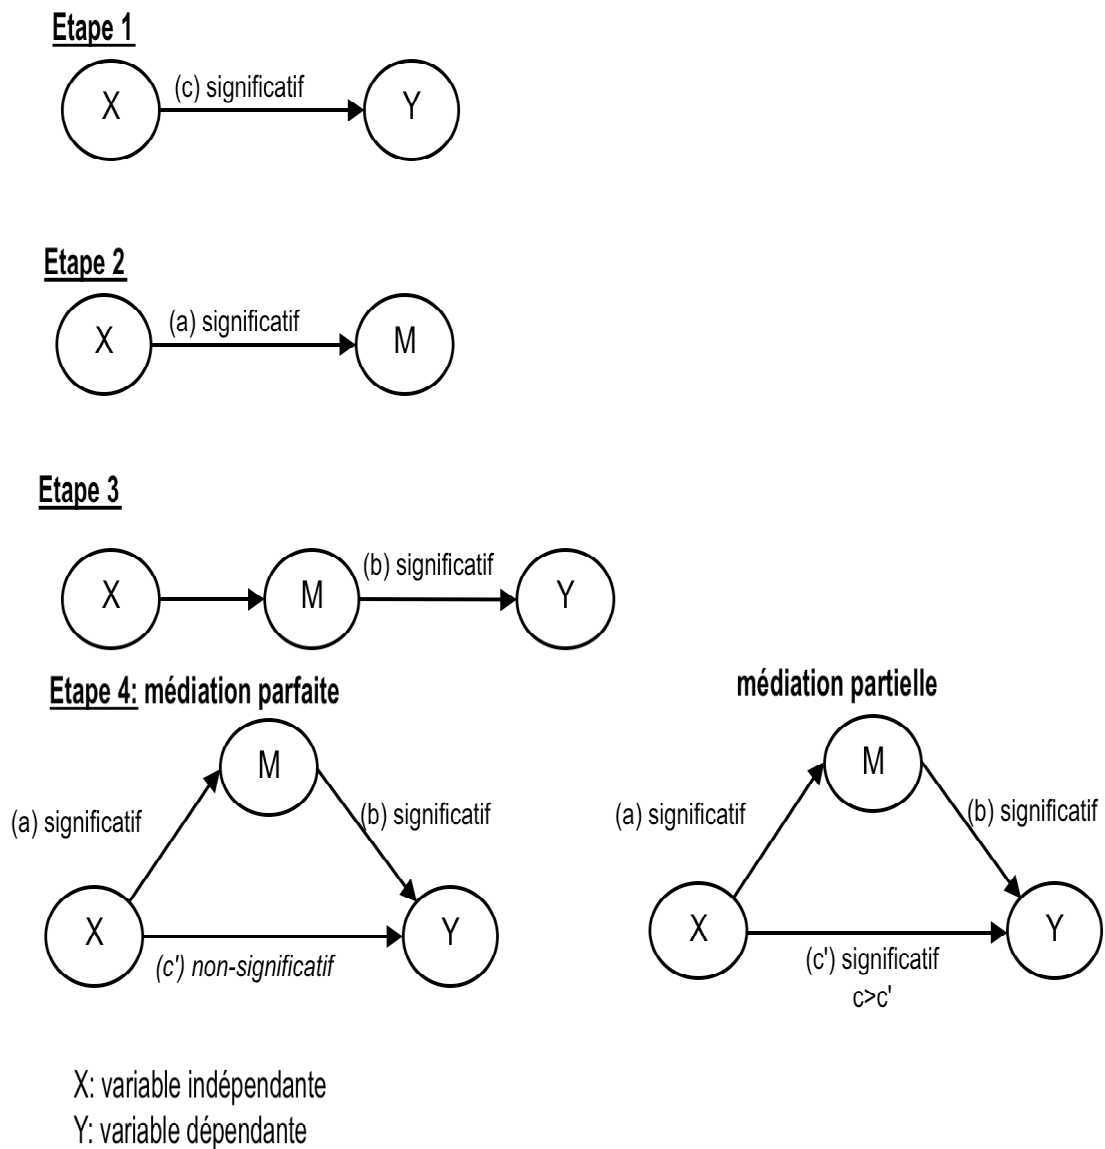 Etape 1
(c) significatif
X
Y
Etape 2
(a) significatif
X
M
Etape 3
(b) significatif
X
M
Y
Etape 4: médiation parfaite
médiation partielle
M
M
(a) significatif
(b) significatif
(a) significatif
(b) significatif
X
Y
X
Y
(c') non-significatif
(c') significatif
c>c'
X: variable indépendante
Y: variable dépendante